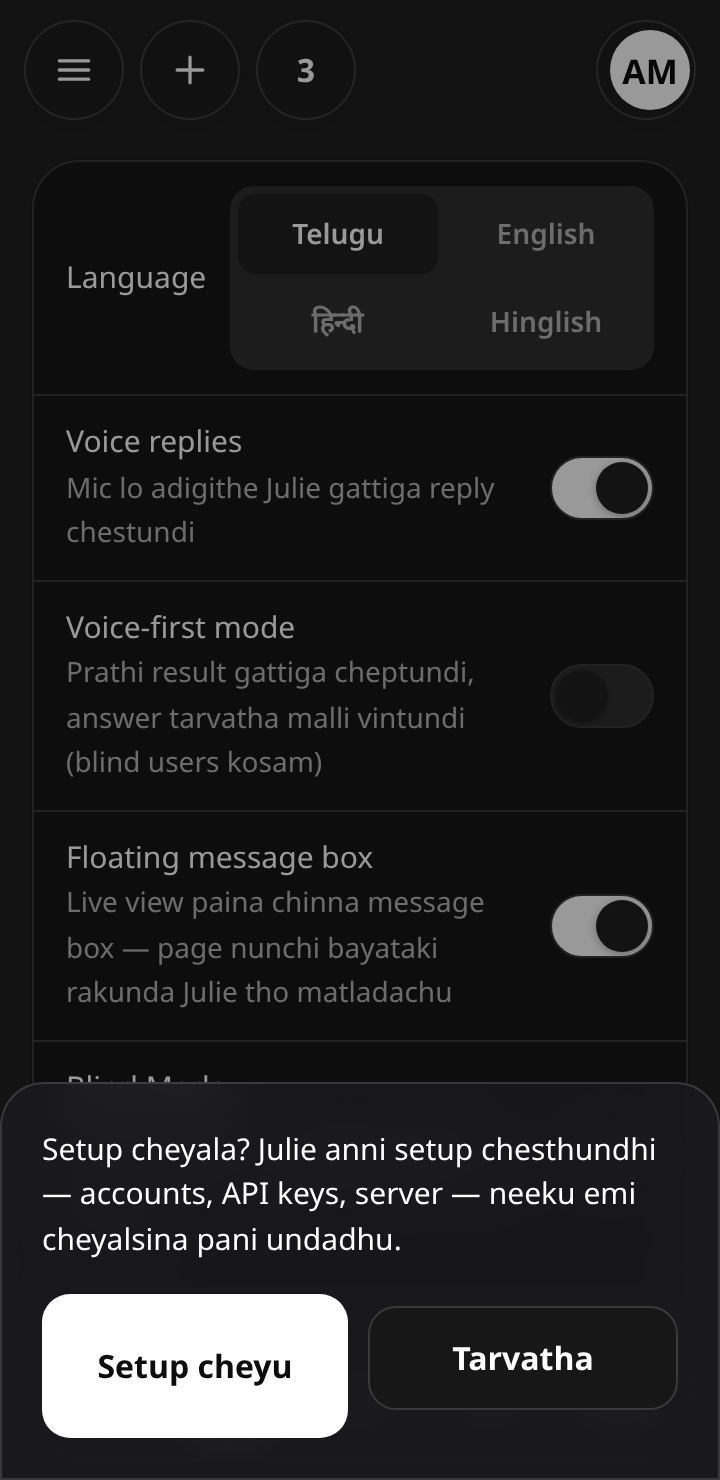 3
AM
Language
Telugu
English
हिन्दी
Hinglish
Voice replies
Mic lo adigithe Julie gattiga reply
chestundi
Voice-first mode
Prathi result gattiga cheptundi,
answer tarvatha malli vintundi
(blind users kosam)
Floating message box
Live view paina chinna message
box — page nunchi bayataki
rakunda Julie tho matladachu
Blind Mode
Setup cheyala? Julie anni setup chesthundhi
— accounts, API keys, server — neeku emi
cheyalsina pani undadhu.
Setup cheyu
Tarvatha